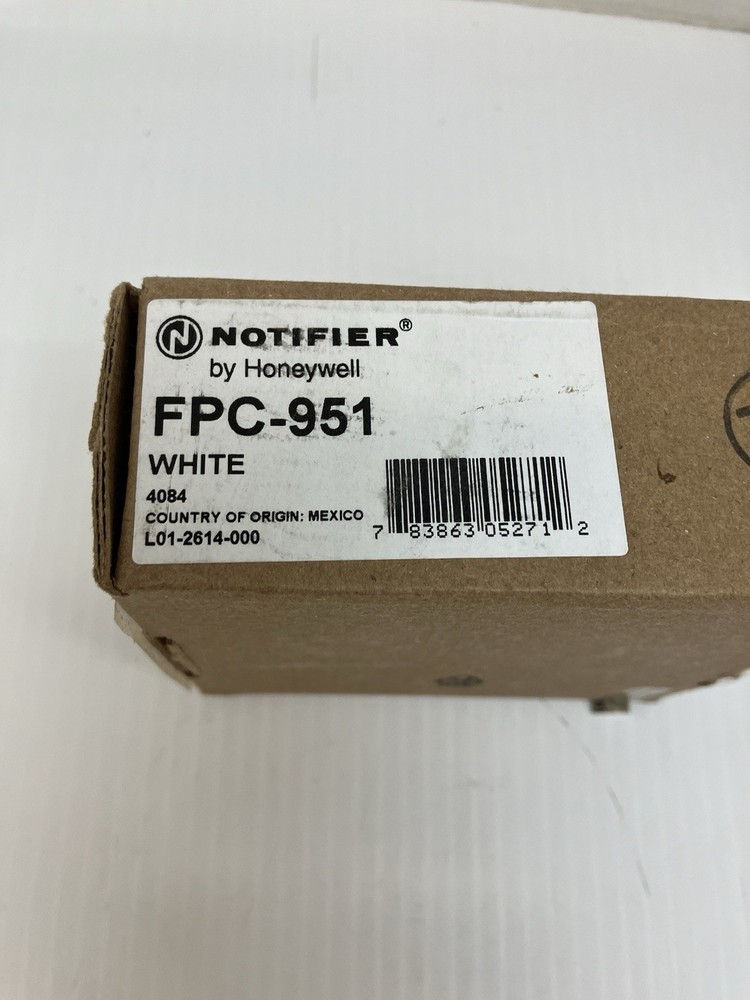 N NOTIFIER®
by Honeywell
FPC-951
WHITE
4084
COUNTRY OF ORIGIN: MEXICO
L01-2614-000
7 83863 05271 2